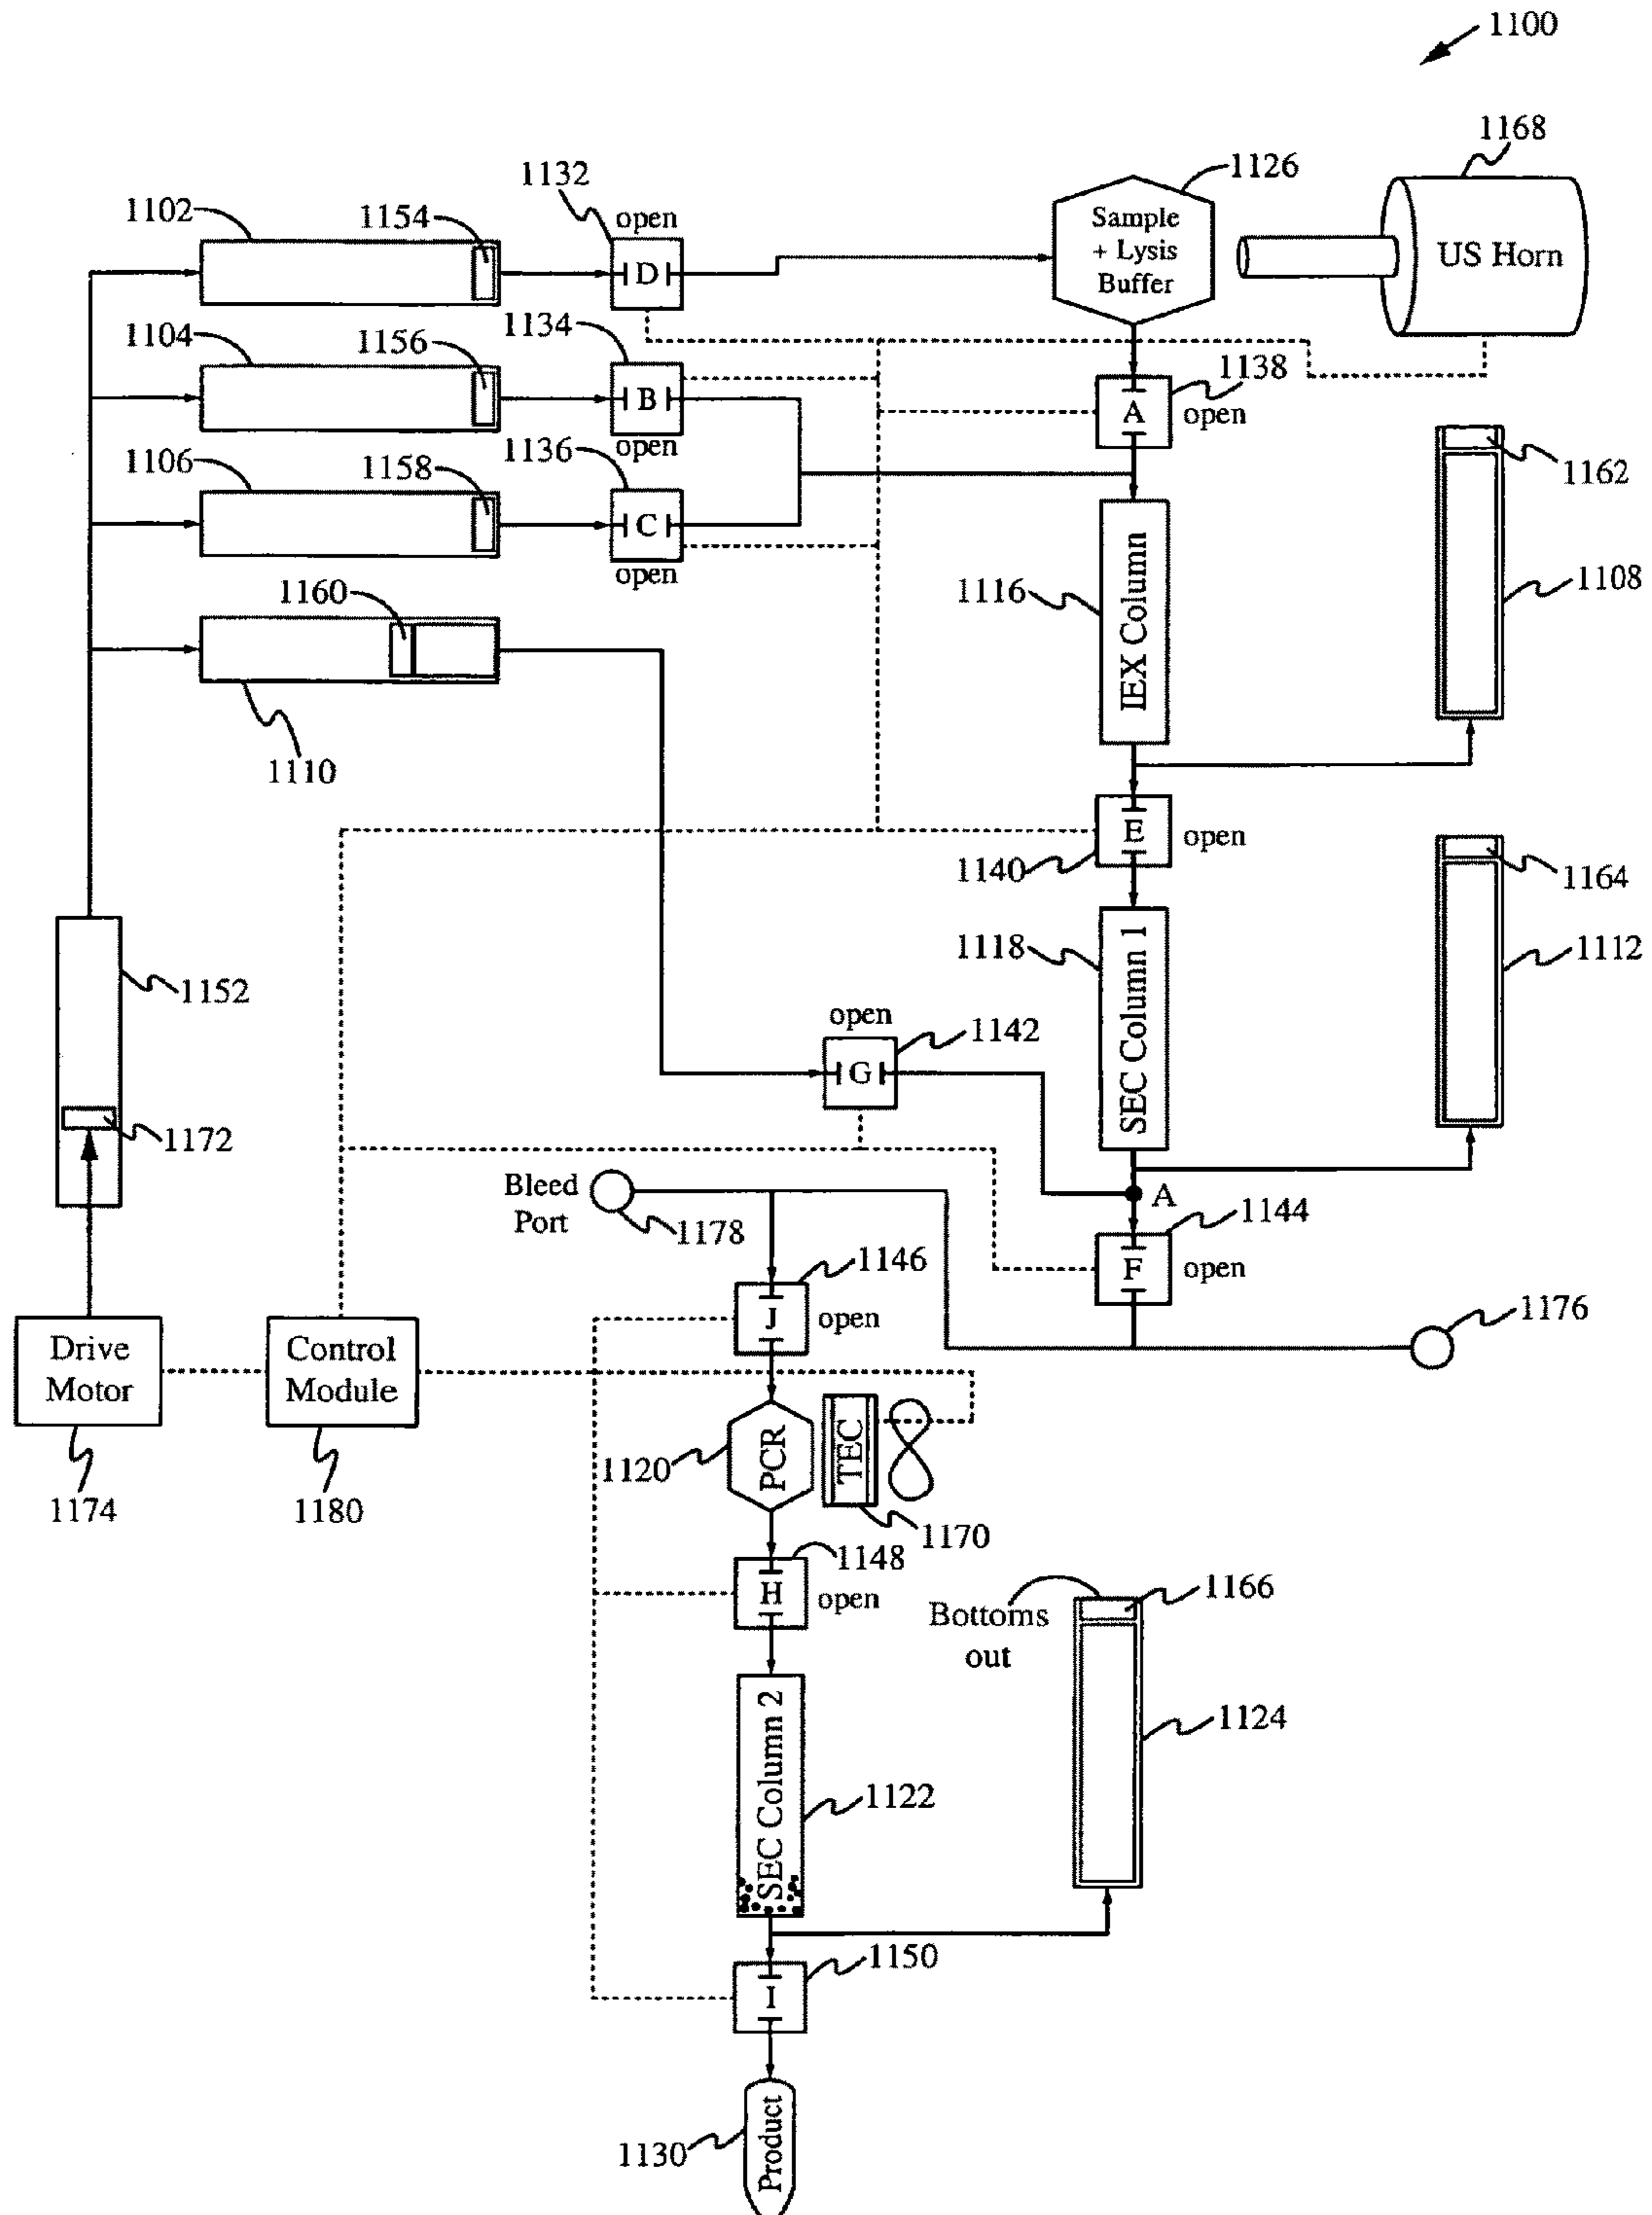 1100
1168
1132
1126
1102
1154
open
Sample
+ Lysis
Buffer
US Horn
D
1104
1156
1134
1138
B
A
open
open
1106
1158
1136
1162
C
open
1160
1116
IEX Column
1108
1110
E
open
1140
1164
1118
SEC Column 1
1112
1152
open
1142
G
1172
Bleed
Port
1178
A
1144
1146
F
open
J
open
1176
Drive
Motor
Control
Module
1120
PCR
TEC
1174
1180
1170
1148
H
open
Bottoms
out
1166
SEC Column 2
1124
1122
1150
I
1130
Product